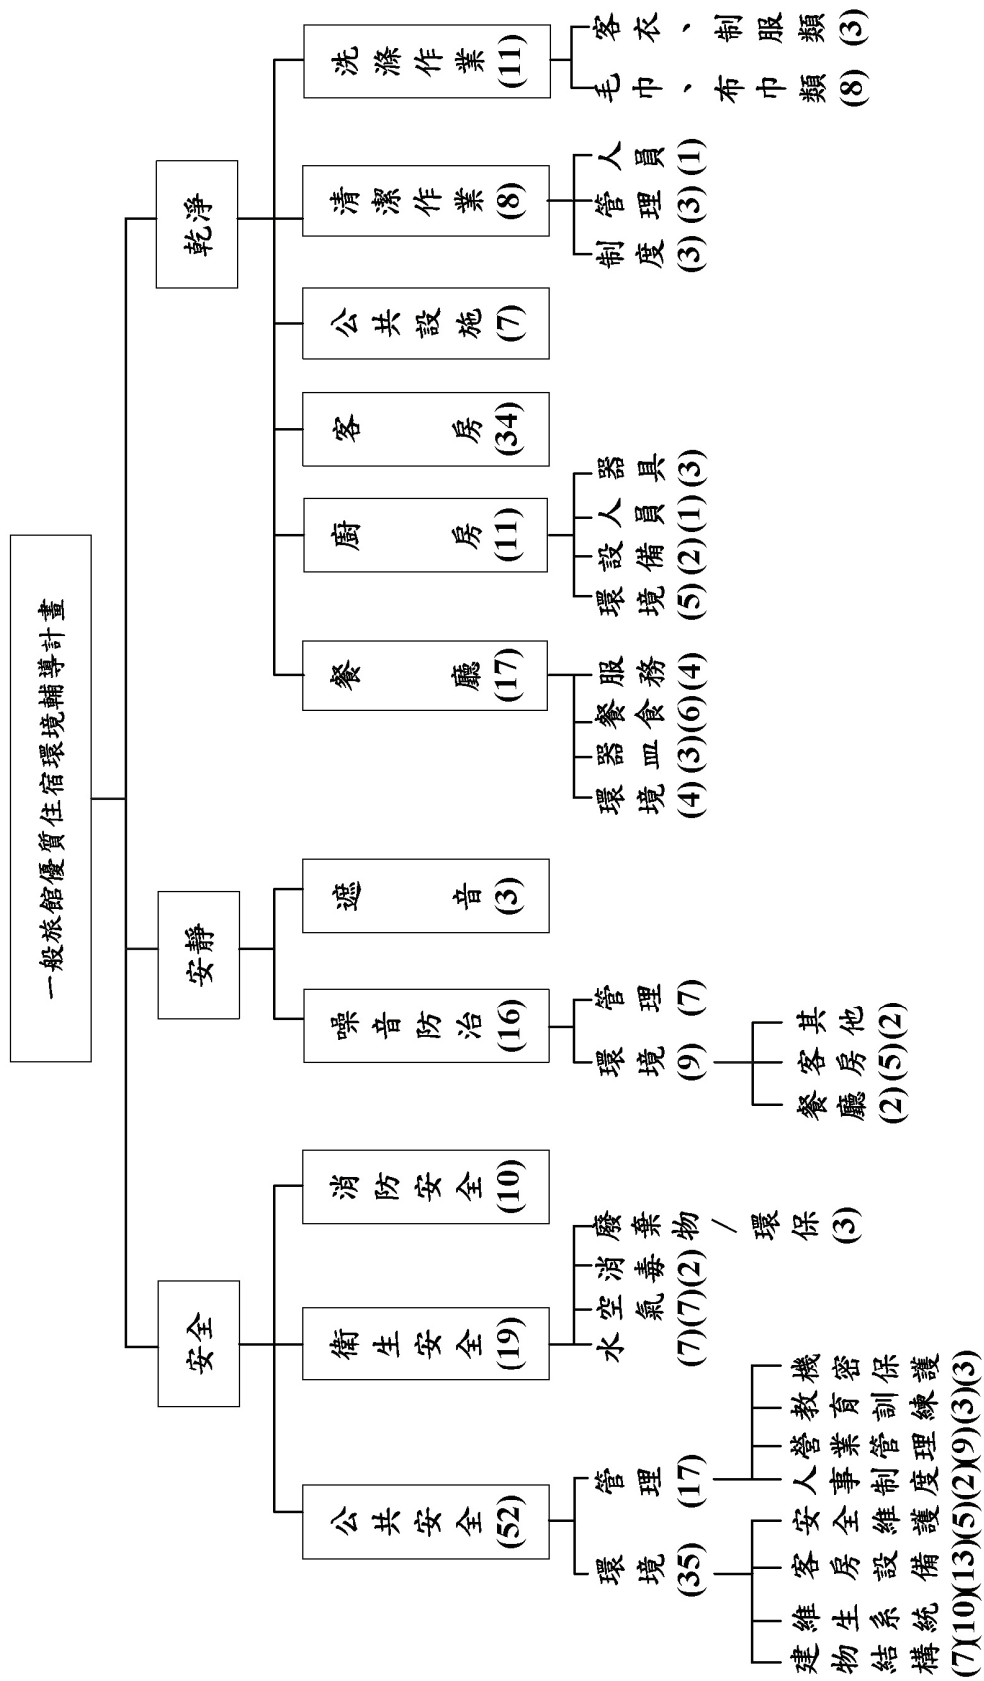 一般旅館優質住宿環境輔導計畫
安全
安靜
乾淨
公共安全
(52)
衛生安全
(19)
消防安全
(10)
噪音防治
(16)
遮音
(3)
餐廳
(17)
廚房
(11)
客房
(34)
公共設施
(7)
清潔作業
(8)
洗滌作業
(11)
環境
(35)
管理
(17)
水
(7)
空氣
(7)
消毒
(2)
廢棄物/環保
(3)
環境
(9)
管理
(7)
環境
(4)
器皿
(3)
餐食
(6)
服務
(4)
環境
(5)
設備
(2)
人員
(1)
器具
(3)
制度
(3)
管理
(3)
人員
(1)
毛巾、布巾類
(8)
客衣、制服類
(3)
建物結構
(7)
維生系統
(10)
客房設備
(13)
安全維護
(5)
人事制度
(2)
營業管理
(9)
教育訓練
(3)
機密保護
(3)
餐廳
(2)
客房
(5)
其他
(2)